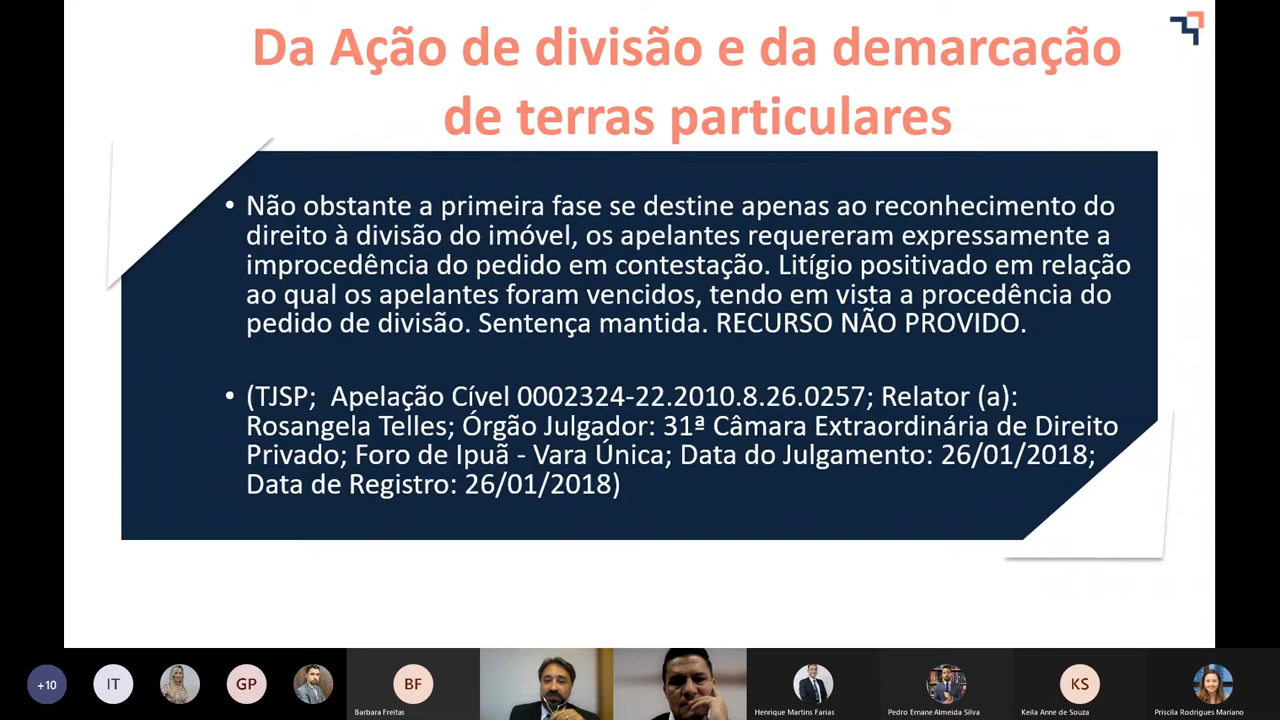 Da Ação de divisão e da demarcação
de terras particulares
• Não obstante a primeira fase se destine apenas ao reconhecimento do
direito à divisão do imóvel, os apelantes requereram expressamente a
improcedência do pedido em contestação. Litígio positivado em relação
ao qual os apelantes foram vencidos, tendo em vista a procedência do
pedido de divisão. Sentença mantida. RECURSO NÃO PROVIDO.
• (TJSP;  Apelação Cível 0002324-22.2010.8.26.0257; Relator (a):
Rosangela Telles; Órgão Julgador: 31ª Câmara Extraordinária de Direito
Privado; Foro de Ipuã - Vara Única; Data do Julgamento: 26/01/2018;
Data de Registro: 26/01/2018)
+10
IT
GP
BF
KS
Barbara Freitas
Henrique Martins Farias
Pedro Ernane Almeida Silva
Keila Anne de Souza
Priscila Rodrigues Mariano